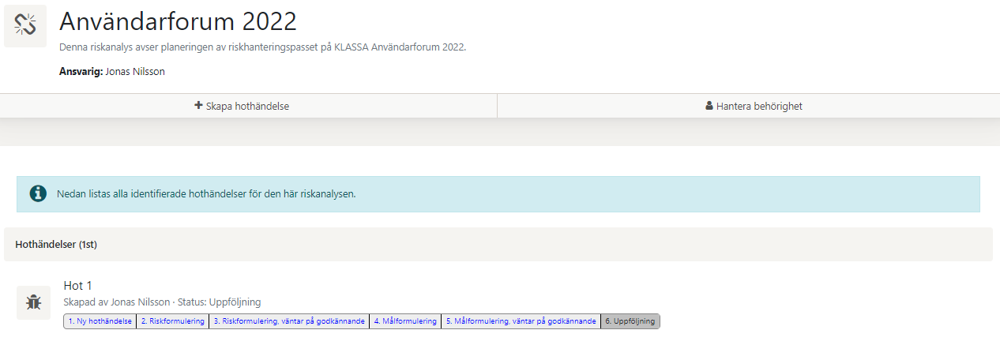 Användarforum 2022
Denna riskanalys avser planeringen av riskhanteringspasset på KLASSA Användarforum 2022.
Ansvarig: Jonas Nilsson
Skapa hothändelse
Hantera behörighet
Nedan listas alla identifierade hothändelser för den här riskanalysen.
Hothändelser (1st)
Hot 1
Skapad av Jonas Nilsson · Status: Uppföljning
1. Ny hothändelse 2. Riskformulering 3. Riskformulering, väntar på godkännande 4. Målformulering 5. Målformulering, väntar på godkännande 6. Uppföljning